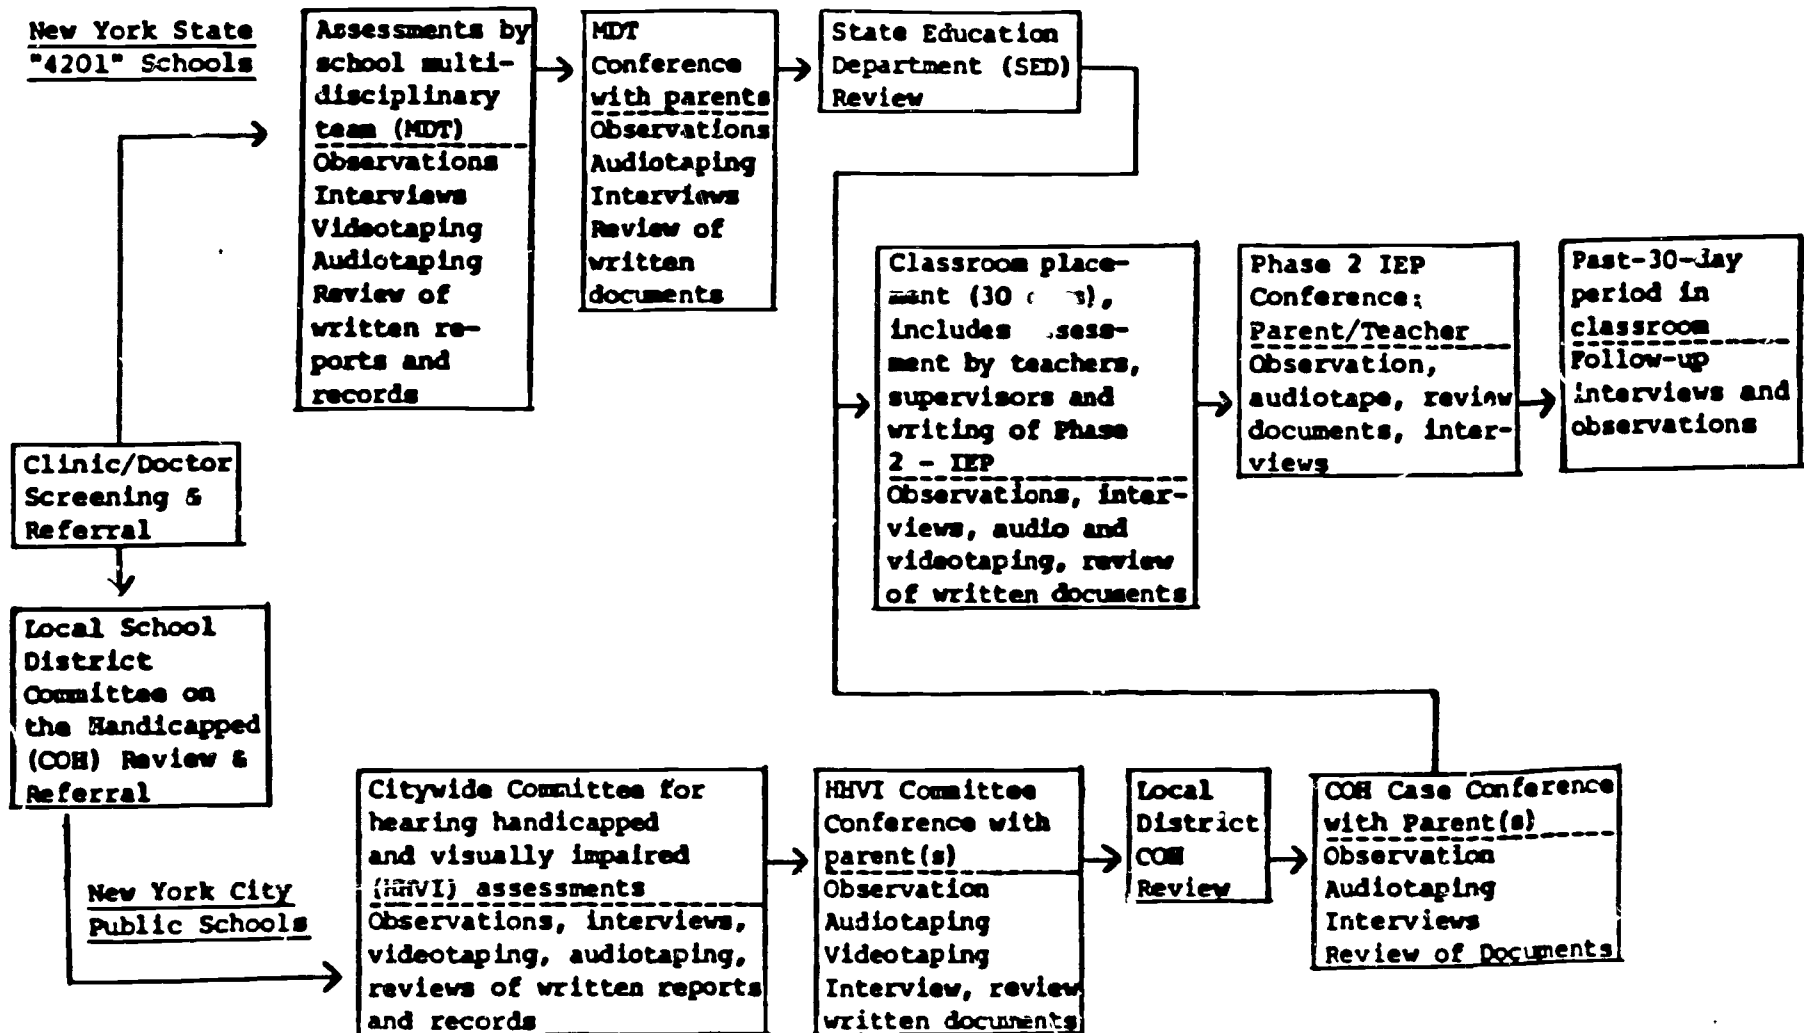 New York State
"4201" Schools
Assessments by
school multi-
disciplinary
team (MDT)
Observations
Interviews
Videotaping
Audiotaping
Review of
written re-
ports and
records
MDT
Conference
with parents
Observations
Audiotaping
Interviews
Review of
written
documents
State Education
Department (SED)
Review
Classroom place-
ment (30
includes
ment by teachers,
supervisors and
writing of Phase
2 - IEP
Observations, inter-
views, audio and
videotaping, review
of written documents
Phase 2 IEP
Conference:
Parent/Teacher
Observation,
audiotape, review
documents, inter-
views
Past-30-day
period in
classroom
Follow-up
interviews and
observations
Clinic/Doctor
Screening &
Referral
Local School
District
Committee on
the Handicapped
(COH) Review &
Referral
New York City
Public Schools
Citywide Committee for
hearing handicapped
and visually impaired
(HHVI) assessments
Observations, interviews,
videotaping, audiotaping,
reviews of written reports
and records
HHVI Committee
Conference with
parent(s)
Observation
Audiotaping
Videotaping
Interview, review
written documents
Local
District
COH
Review
COH Case Conference
with Parent(s)
Observation
Audiotaping
Interviews
Review of Documents